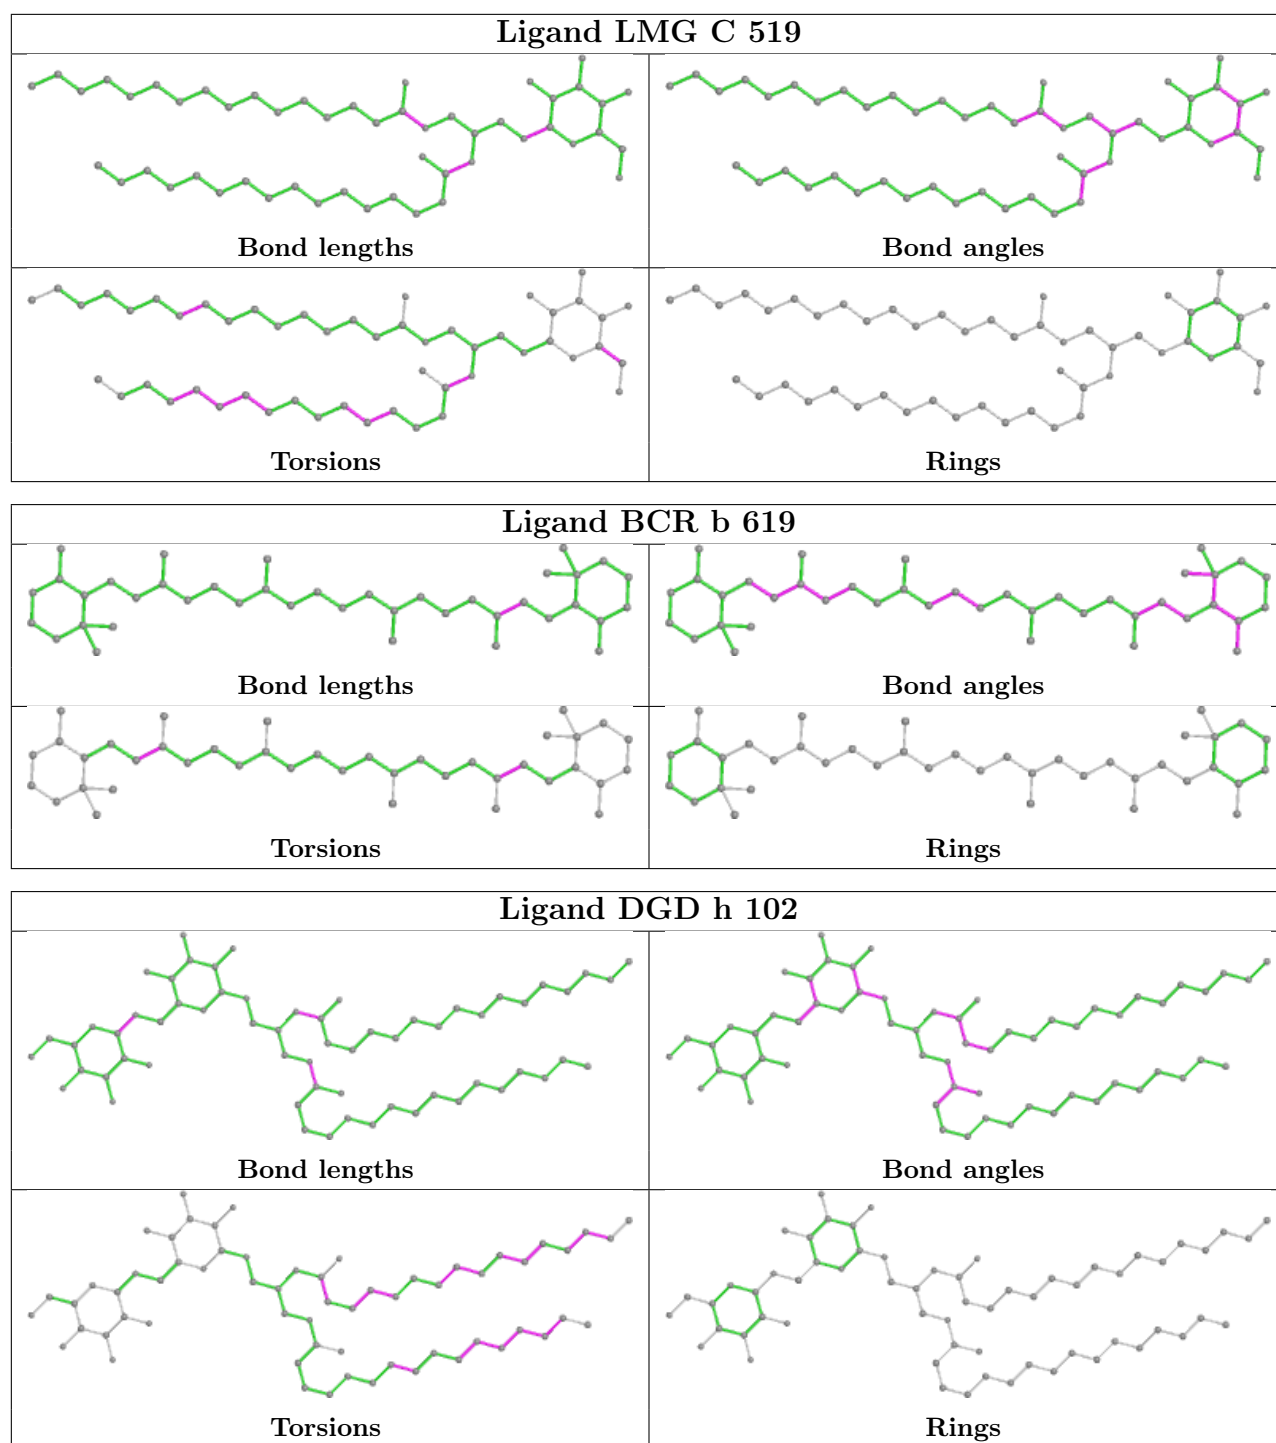 Ligand LMG C 519
Bond lengths
Bond angles
Torsions
Rings
Ligand BCR b 619
Bond lengths
Bond angles
Torsions
Rings
Ligand DGD h 102
Bond lengths
Bond angles
Torsions
Rings